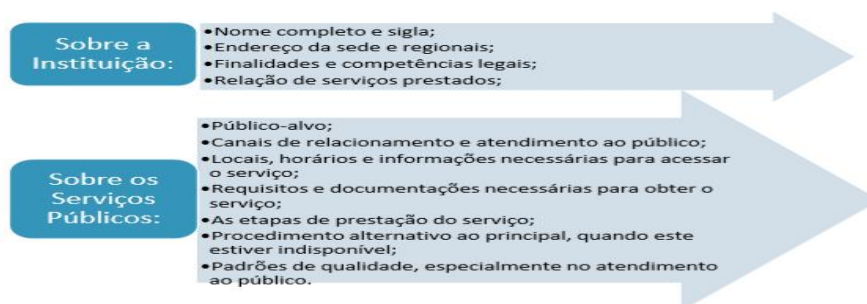 Sobre a
Instituição:
•Nome completo e sigla;
•Endereço da sede e regionais;
•Finalidades e competências legais;
•Relação de serviços prestados;
Sobre os
Serviços
Públicos:
•Público-alvo;
•Canais de relacionamento e atendimento ao público;
•Locais, horários e informações necessárias para acessar
o serviço;
•Requisitos e documentações necessárias para obter o
serviço;
•As etapas de prestação do serviço;
•Procedimento alternativo ao principal, quando este
estiver indisponível;
•Padrões de qualidade, especialmente no atendimento
ao público.